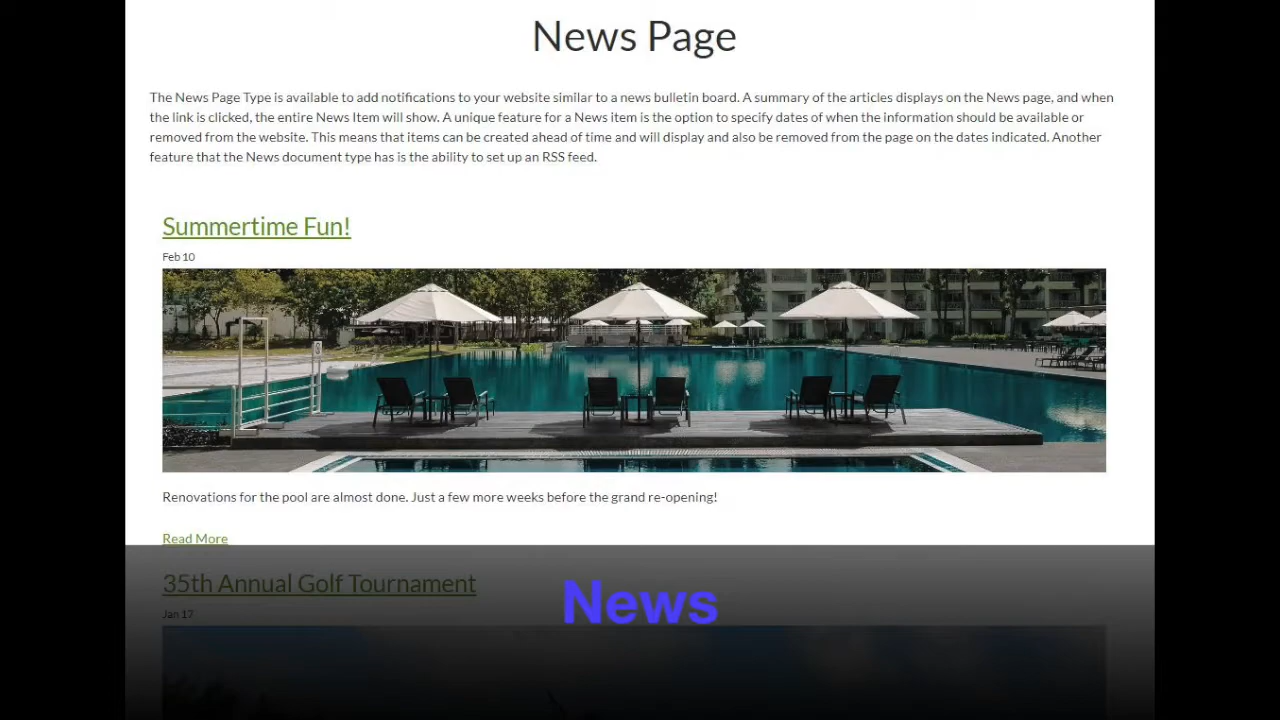 News Page
The News Page Type is available to add notifications to your website similar to a news bulletin board. A summary of the articles displays on the News page, and when
the link is clicked, the entire News Item will show. A unique feature for a News item is the option to specify dates of when the information should be available or
removed from the website. This means that items can be created ahead of time and will display and also be removed from the page on the dates indicated. Another
feature that the News document type has is the ability to set up an RSS feed.
Summertime Fun!
Feb 10
Renovations for the pool are almost done. Just a few more weeks before the grand re-opening!
Read More
35th Annual Golf Tournament
Jan 17
News